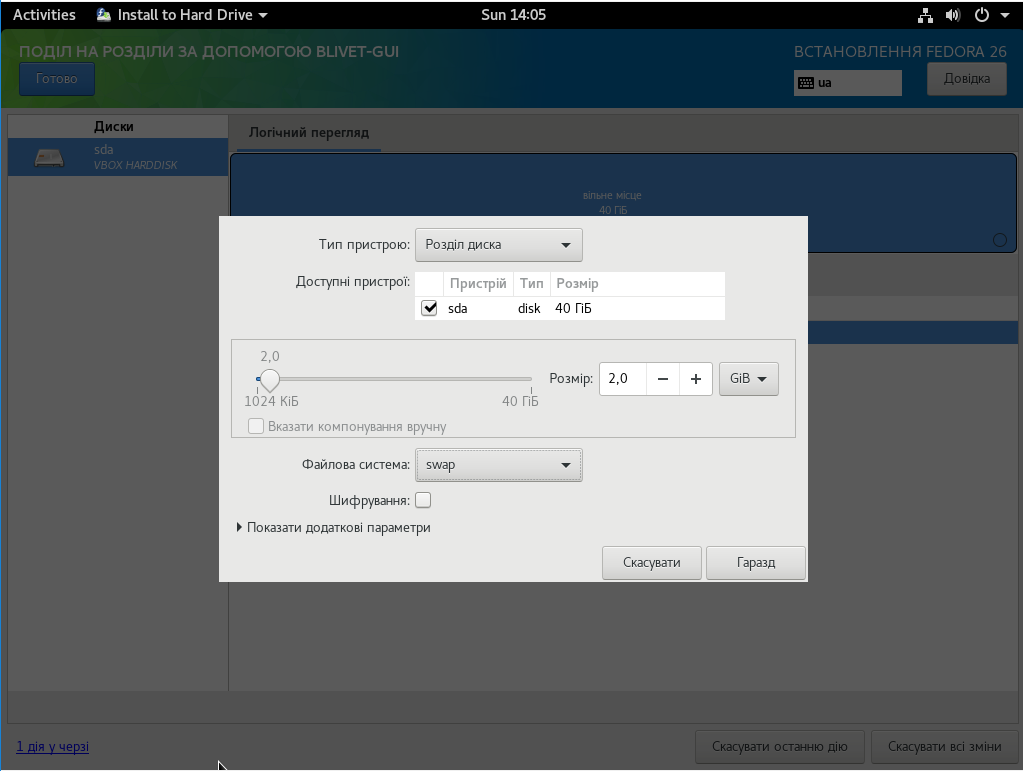 Activities Install to Hard Drive Sun 14:05
ПОДІЛ НА РОЗДІЛИ ЗА ДОПОМОГОЮ BLIVET-GUI
ВСТАНОВЛЕННЯ FEDORA 26
Готово
ua
Довідка
Диски
Логічний перегляд
sda
VBOX HARDDISK
вільне місце
40 ГіБ
Тип пристрою: Розділ диска
Доступні пристрої:
Пристрій Тип Розмір
sda disk 40 ГіБ
2,0
Розмір: 2,0 − + GiB
1024 КіБ 40 ГіБ
Вказати компонування вручну
Файлова система: swap
Шифрування:
Показати додаткові параметри
Скасувати Гаразд
1 дія у черзі
Скасувати останню дію Скасувати всі зміни